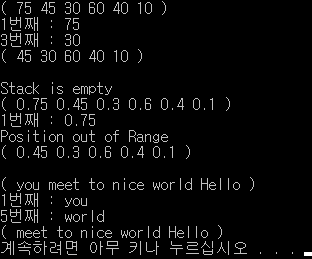 ( 75 45 30 60 40 10 )
1번째 : 75
3번째 : 30
( 45 30 60 40 10 )
Stack is empty
( 0.75 0.45 0.3 0.6 0.4 0.1 )
1번째 : 0.75
Position out of Range
( 0.45 0.3 0.6 0.4 0.1 )
( you meet to nice world Hello )
1번째 : you
5번째 : world
( meet to nice world Hello )
계속하려면 아무 키나 누르십시오 . . .